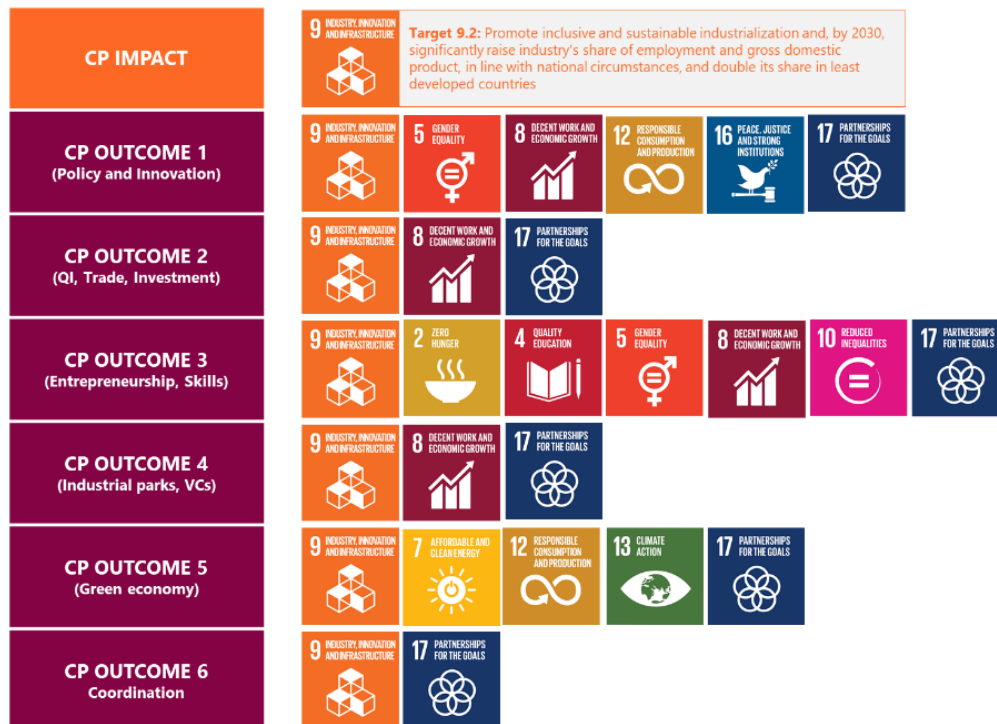 CP IMPACT
9 INDUSTRY, INNOVATION
AND INFRASTRUCTURE
Target 9.2: Promote inclusive and sustainable industrialization and, by 2030,
significantly raise industry's share of employment and gross domestic
product, in line with national circumstances, and double its share in least
developed countries
CP OUTCOME 1
(Policy and Innovation)
9 INDUSTRY, INNOVATION
AND INFRASTRUCTURE
5 GENDER
EQUALITY
8 DECENT WORK AND
ECONOMIC GROWTH
12 RESPONSIBLE
CONSUMPTION
AND PRODUCTION
16 PEACE, JUSTICE
AND STRONG
INSTITUTIONS
17 PARTNERSHIPS
FOR THE GOALS
CP OUTCOME 2
(QI, Trade, Investment)
9 INDUSTRY, INNOVATION
AND INFRASTRUCTURE
8 DECENT WORK AND
ECONOMIC GROWTH
17 PARTNERSHIPS
FOR THE GOALS
CP OUTCOME 3
(Entrepreneurship, Skills)
9 INDUSTRY, INNOVATION
AND INFRASTRUCTURE
2 ZERO
HUNGER
4 QUALITY
EDUCATION
5 GENDER
EQUALITY
8 DECENT WORK AND
ECONOMIC GROWTH
10 REDUCED
INEQUALITIES
17 PARTNERSHIPS
FOR THE GOALS
CP OUTCOME 4
(Industrial parks, VCs)
9 INDUSTRY, INNOVATION
AND INFRASTRUCTURE
8 DECENT WORK AND
ECONOMIC GROWTH
17 PARTNERSHIPS
FOR THE GOALS
CP OUTCOME 5
(Green economy)
9 INDUSTRY, INNOVATION
AND INFRASTRUCTURE
7 AFFORDABLE AND
CLEAN ENERGY
12 RESPONSIBLE
CONSUMPTION
AND PRODUCTION
13 CLIMATE
ACTION
17 PARTNERSHIPS
FOR THE GOALS
CP OUTCOME 6
Coordination
9 INDUSTRY, INNOVATION
AND INFRASTRUCTURE
17 PARTNERSHIPS
FOR THE GOALS